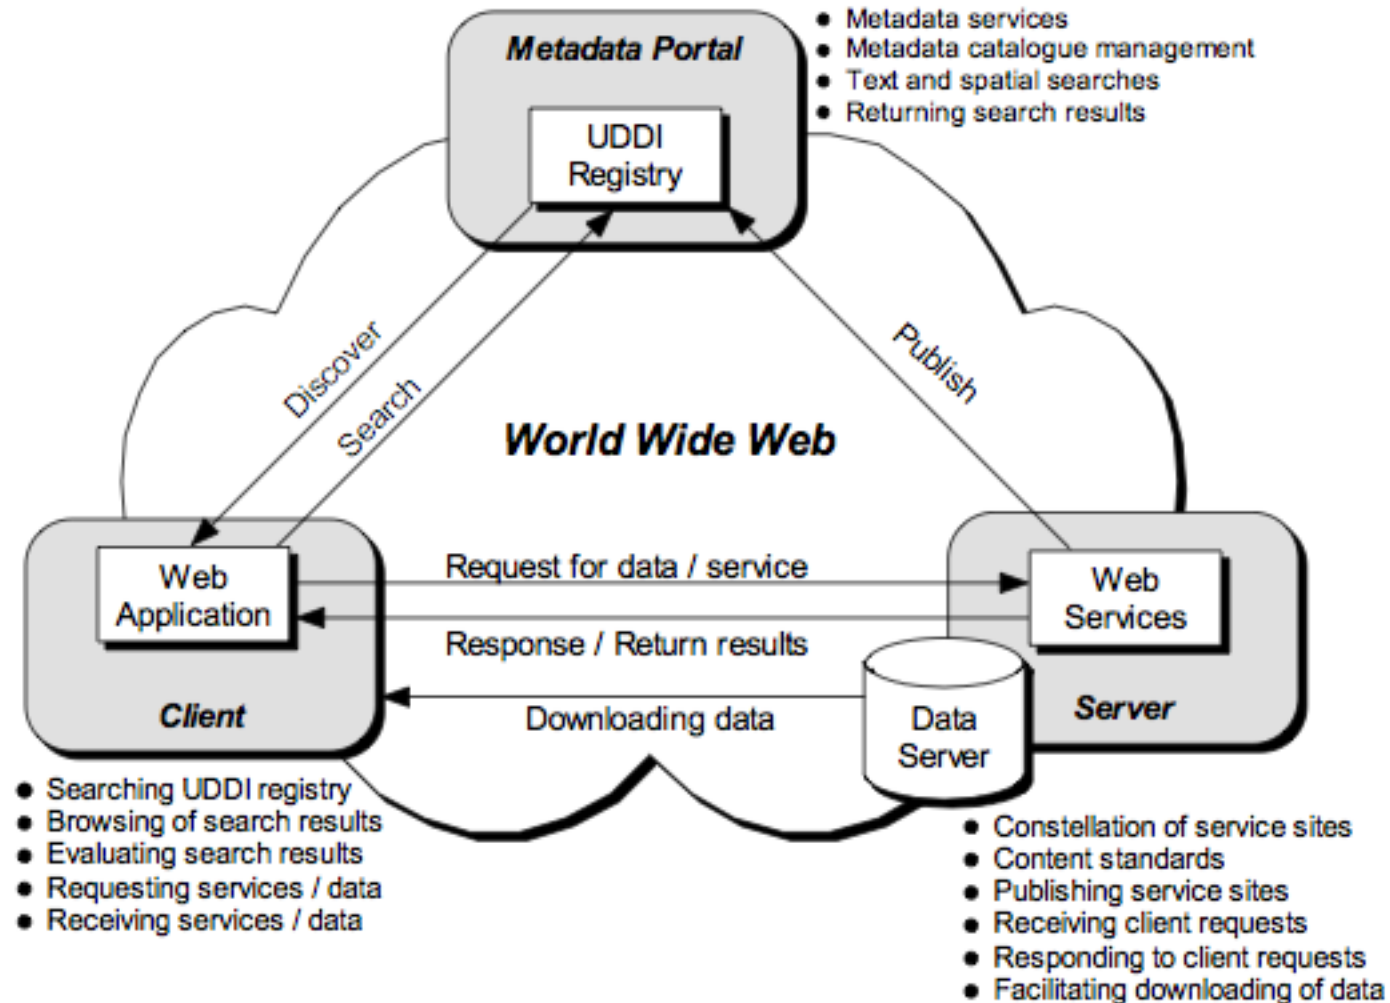 Metadata Portal
UDDI
Registry
● Metadata services
● Metadata catalogue management
● Text and spatial searches
● Returning search results
Discover
Search
Publish
World Wide Web
Web
Application
Client
Request for data / service
Response / Return results
Downloading data
Web
Services
Server
Data
Server
● Searching UDDI registry
● Browsing of search results
● Evaluating search results
● Requesting services / data
● Receiving services / data
● Constellation of service sites
● Content standards
● Publishing service sites
● Receiving client requests
● Responding to client requests
● Facilitating downloading of data